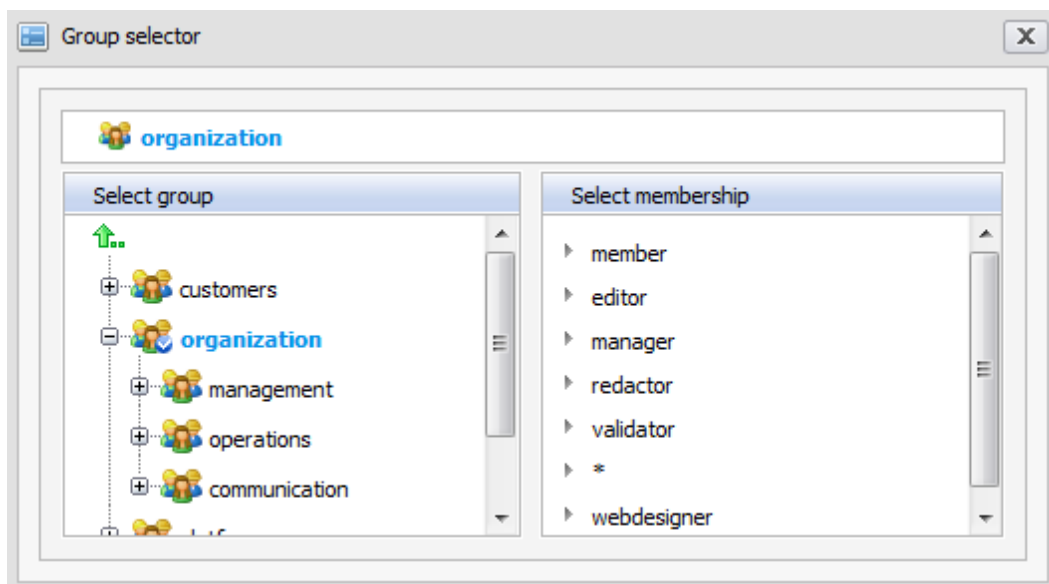 Group selector
organization
Select group
customers
organization
management
operations
communication
Select membership
member
editor
manager
redactor
validator
*
webdesigner